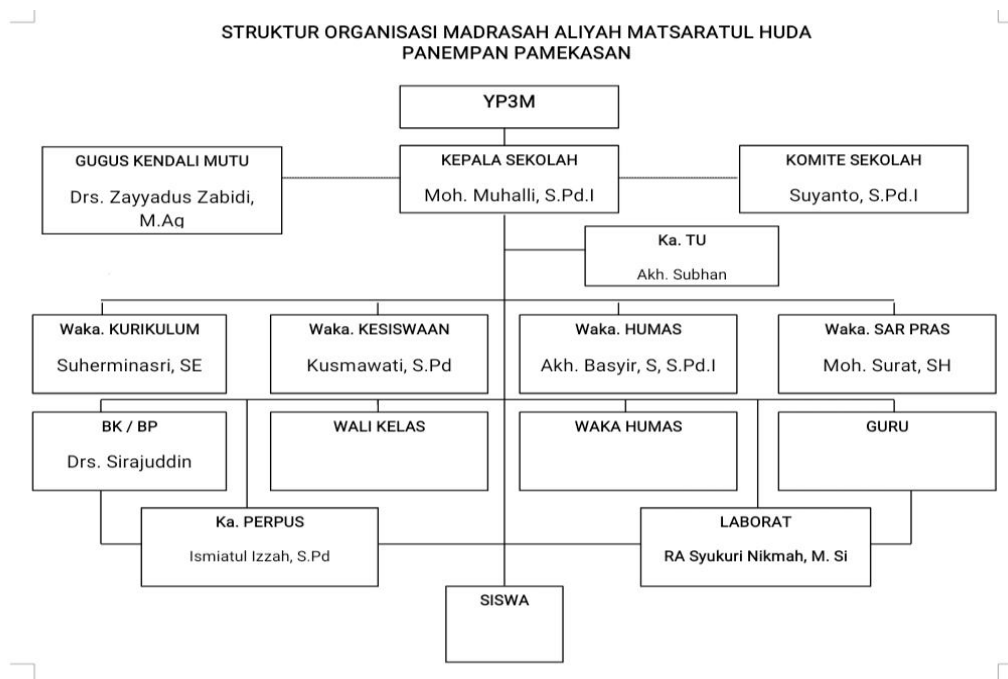 STRUKTUR ORGANISASI MADRASAH ALIYAH MATSARATUL HUDA
PANEMPAN PAMEKASAN
YP3M
GUGUS KENDALI MUTU
Drs. Zayyadus Zabidi,
M.Ag
KEPALA SEKOLAH
Moh. Muhalli, S.Pd.I
KOMITE SEKOLAH
Suyanto, S.Pd.I
Ka. TU
Akh. Subhan
Waka. KURIKULUM
Suherminasri, SE
Waka. KESISWAAN
Kusmawati, S.Pd
Waka. HUMAS
Akh. Basyir, S, S.Pd.I
Waka. SAR PRAS
Moh. Surat, SH
BK / BP
Drs. Sirajuddin
WALI KELAS
WAKA HUMAS
GURU
Ka. PERPUS
Ismiatul Izzah, S.Pd
LABORAT
RA Syukuri Nikmah, M. Si
SISWA